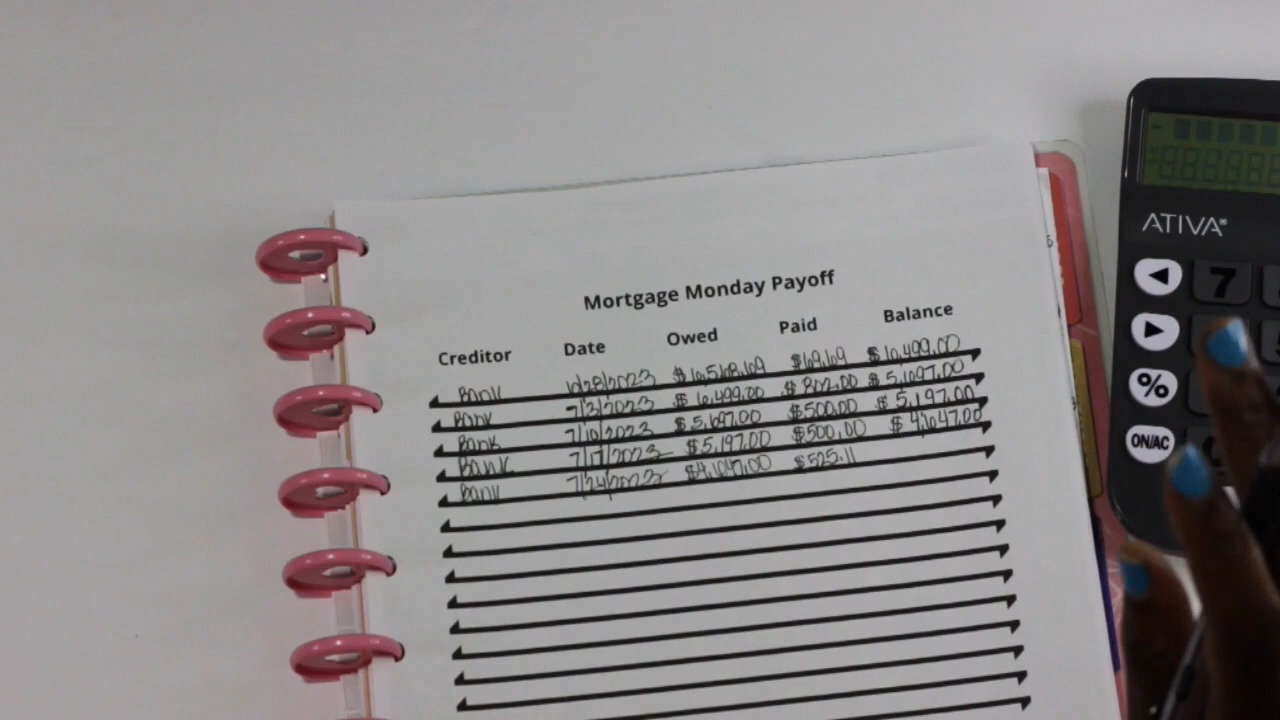 Mortgage Monday Payoff
Creditor Date Owed Paid Balance
Bank 6/28/2023 $6,568.69 $69.69 $6,499.00
Bank 7/3/2023 $6,499.00 $802.00 $5,697.00
Bank 7/10/2023 $5,697.00 $500.00 $5,197.00
Bank 7/17/2023 $5,197.00 $500.00 $4,647.00
Bank 7/24/2023 $4,647.00 $525.11
ATIVA®
7
%
ON/AC